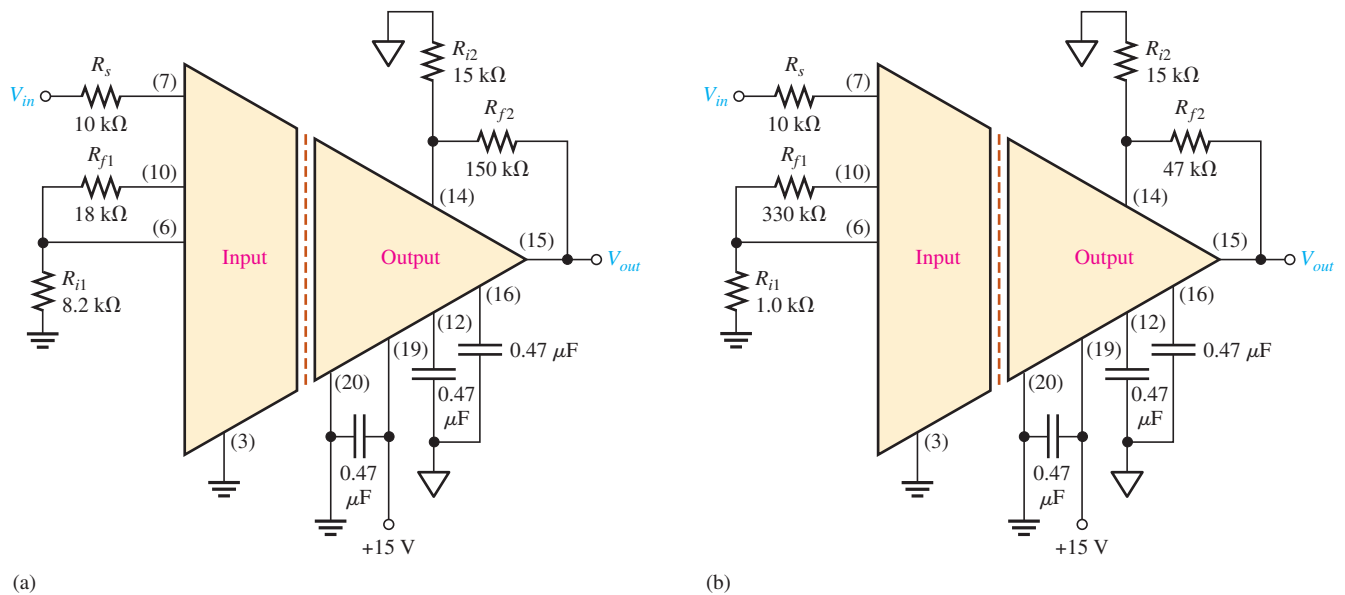 R_i2
15 kΩ
R_s
(7)
V_in
10 kΩ
R_f2
R_f1
(10)
150 kΩ
18 kΩ
(14)
(6)
(15)
Input
Output
V_out
R_i1
8.2 kΩ
(16)
(12)
(19)
0.47 μF
(20)
0.47
μF
(3)
0.47
μF
+15 V
(a)
R_i2
15 kΩ
R_s
(7)
V_in
10 kΩ
R_f2
R_f1
(10)
47 kΩ
330 kΩ
(14)
(6)
(15)
Input
Output
V_out
R_i1
1.0 kΩ
(16)
(12)
(19)
0.47 μF
(20)
0.47
μF
(3)
0.47
μF
+15 V
(b)